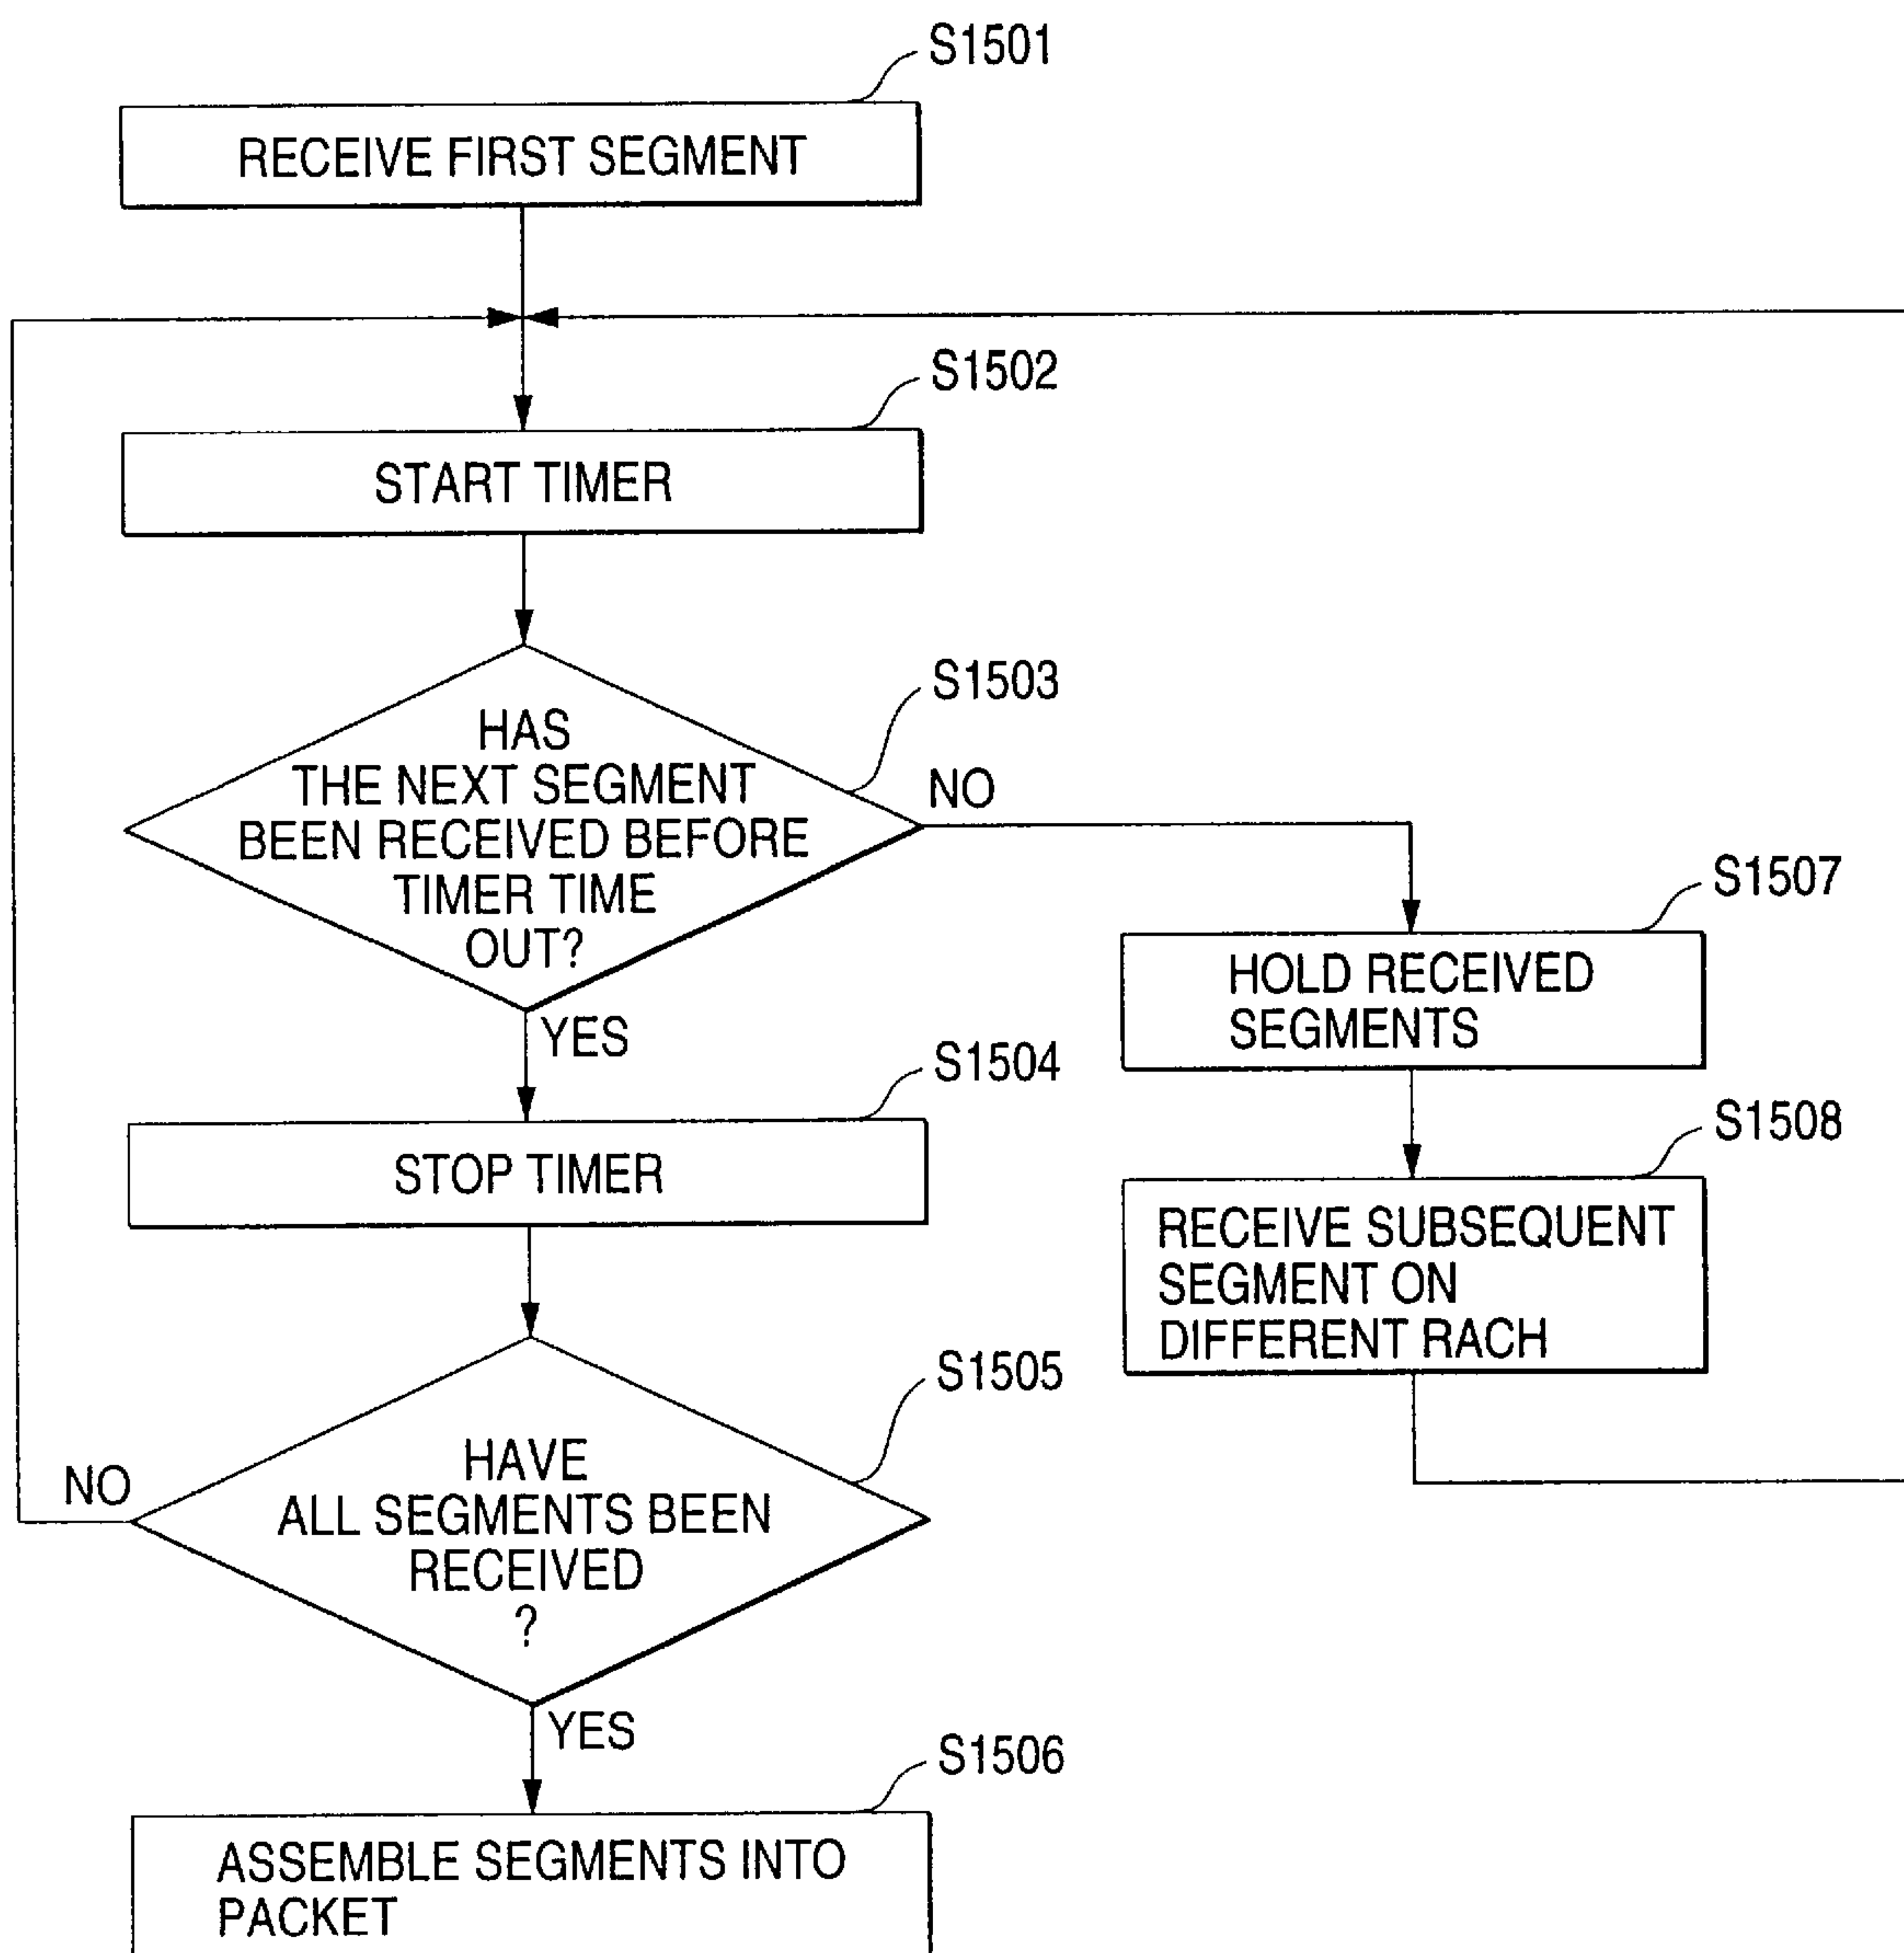 S1501
RECEIVE FIRST SEGMENT
S1502
START TIMER
S1503
HAS
THE NEXT SEGMENT
BEEN RECEIVED BEFORE
TIMER TIME
OUT?
NO
YES
S1507
HOLD RECEIVED
SEGMENTS
S1504
STOP TIMER
S1508
RECEIVE SUBSEQUENT
SEGMENT ON
DIFFERENT RACH
S1505
HAVE
ALL SEGMENTS BEEN
RECEIVED
?
NO
YES
S1506
ASSEMBLE SEGMENTS INTO
PACKET